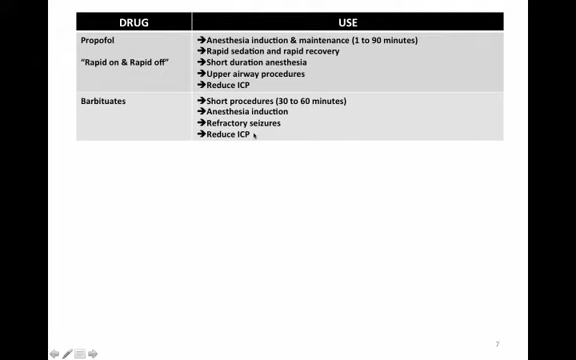 DRUG USE
Propofol
➔Anesthesia induction & maintenance (1 to 90 minutes)
➔Rapid sedation and rapid recovery
"Rapid on & Rapid off"
➔Short duration anesthesia
➔Upper airway procedures
➔Reduce ICP
Barbituates
➔Short procedures (30 to 60 minutes)
➔Anesthesia induction
➔Refractory seizures
➔Reduce ICP
7